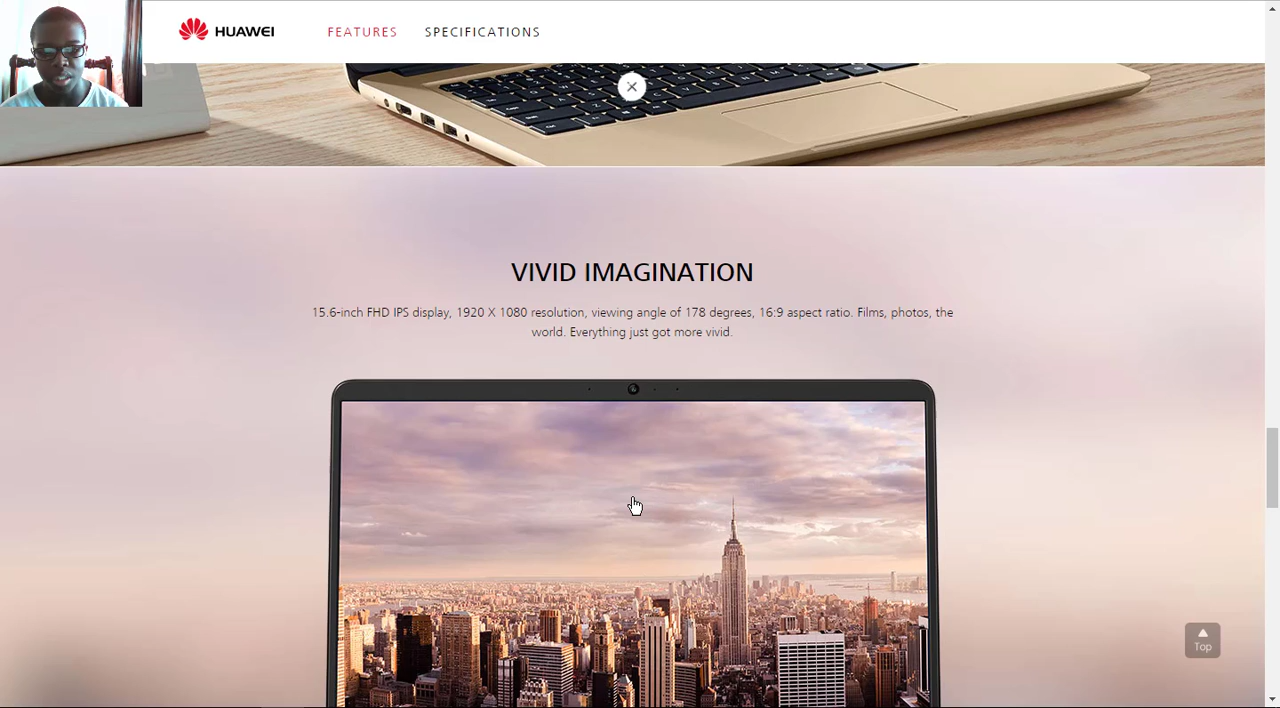 HUAWEI
FEATURES
SPECIFICATIONS
VIVID IMAGINATION
15.6-inch FHD IPS display, 1920 X 1080 resolution, viewing angle of 178 degrees, 16:9 aspect ratio. Films, photos, the
world. Everything just got more vivid.
Top